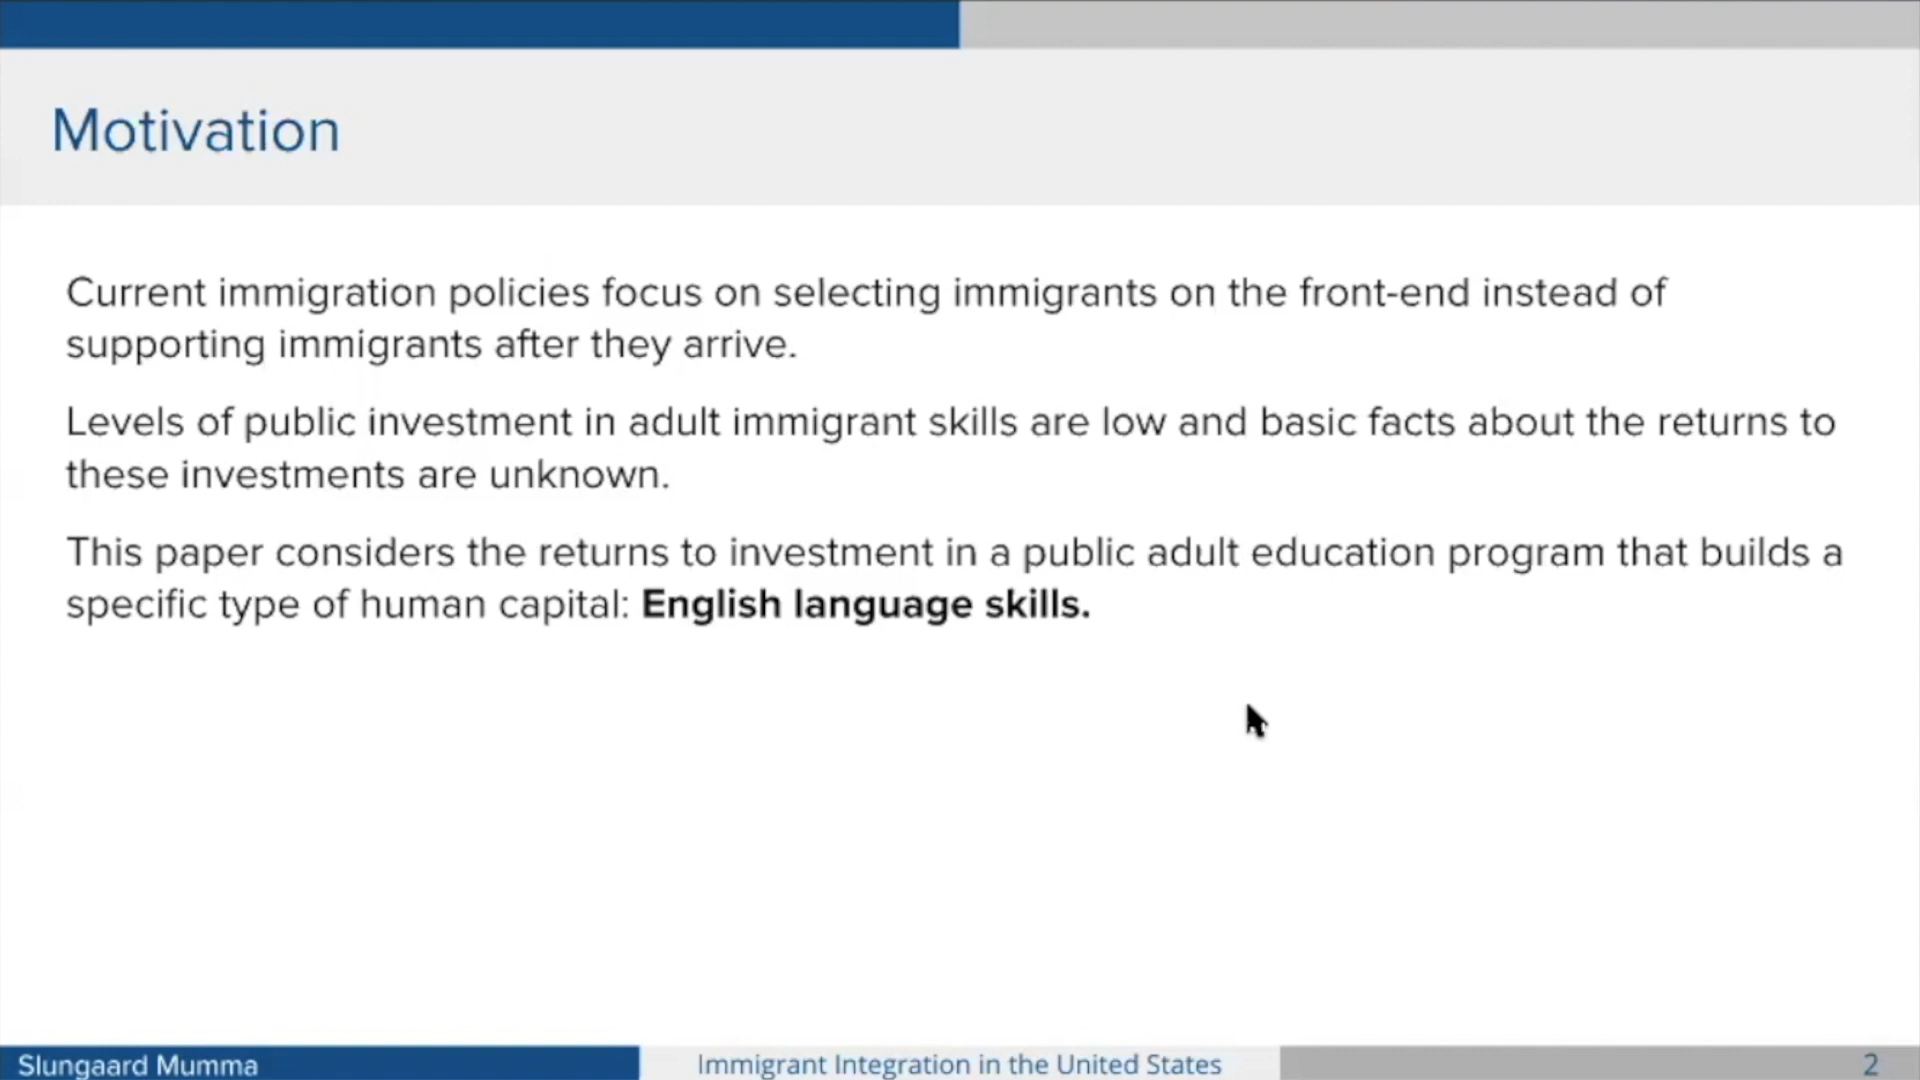 Motivation
Current immigration policies focus on selecting immigrants on the front-end instead of
supporting immigrants after they arrive.
Levels of public investment in adult immigrant skills are low and basic facts about the returns to
these investments are unknown.
This paper considers the returns to investment in a public adult education program that builds a
specific type of human capital: English language skills.
Slungaard Mumma
Immigrant Integration in the United States
2